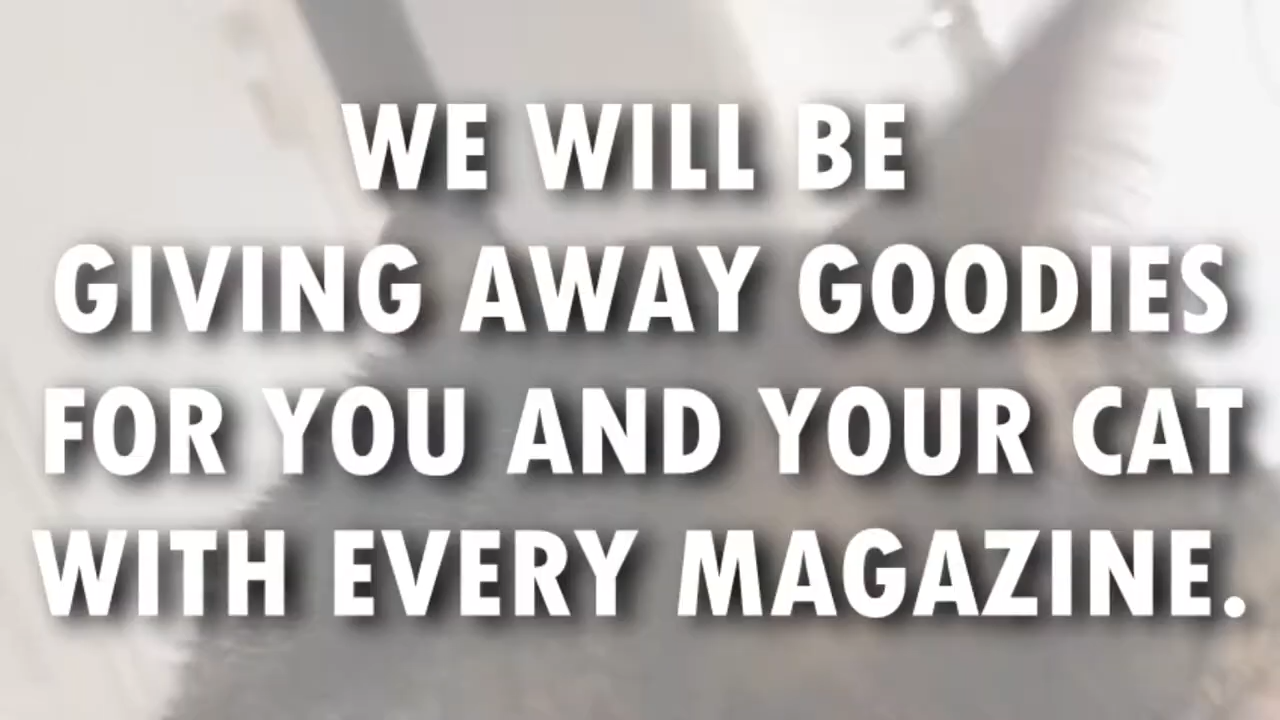 WE WILL BE
GIVING AWAY GOODIES
FOR YOU AND YOUR CAT
WITH EVERY MAGAZINE.